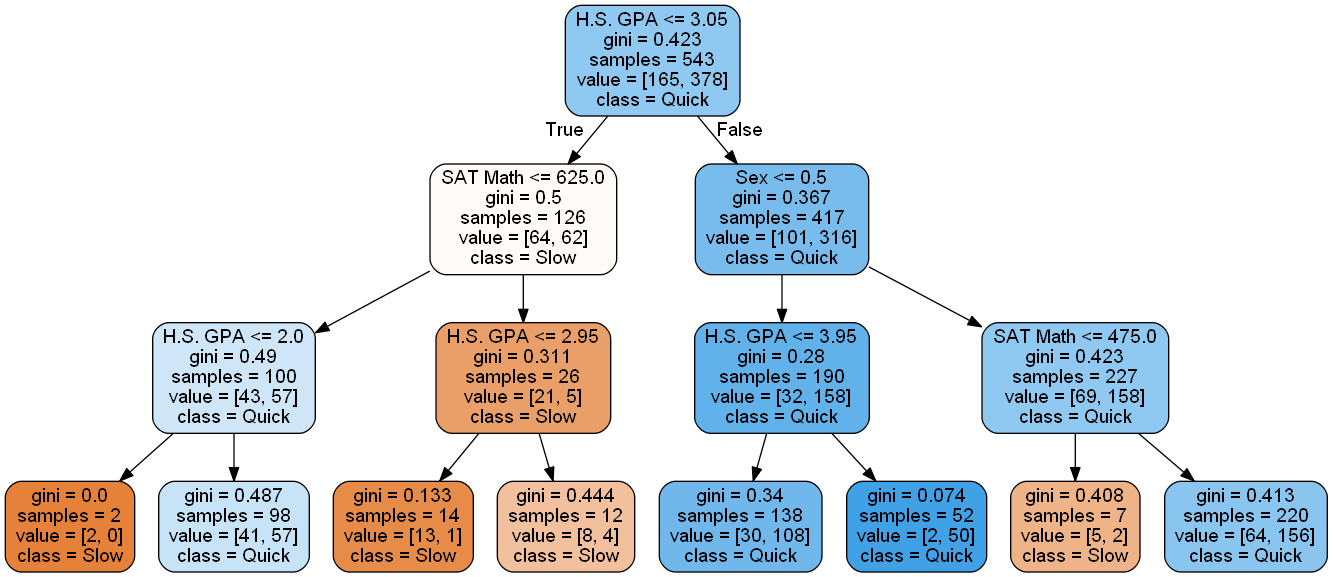 H.S. GPA <= 3.05
gini = 0.423
samples = 543
value = [165, 378]
class = Quick
True
False
SAT Math <= 625.0
gini = 0.5
samples = 126
value = [64, 62]
class = Slow
Sex <= 0.5
gini = 0.367
samples = 417
value = [101, 316]
class = Quick
H.S. GPA <= 2.0
gini = 0.49
samples = 100
value = [43, 57]
class = Quick
H.S. GPA <= 2.95
gini = 0.311
samples = 26
value = [21, 5]
class = Slow
H.S. GPA <= 3.95
gini = 0.28
samples = 190
value = [32, 158]
class = Quick
SAT Math <= 475.0
gini = 0.423
samples = 227
value = [69, 158]
class = Quick
gini = 0.0
samples = 2
value = [2, 0]
class = Slow
gini = 0.487
samples = 98
value = [41, 57]
class = Quick
gini = 0.133
samples = 14
value = [13, 1]
class = Slow
gini = 0.444
samples = 12
value = [8, 4]
class = Slow
gini = 0.34
samples = 138
value = [30, 108]
class = Quick
gini = 0.074
samples = 52
value = [2, 50]
class = Quick
gini = 0.408
samples = 7
value = [5, 2]
class = Slow
gini = 0.413
samples = 220
value = [64, 156]
class = Quick